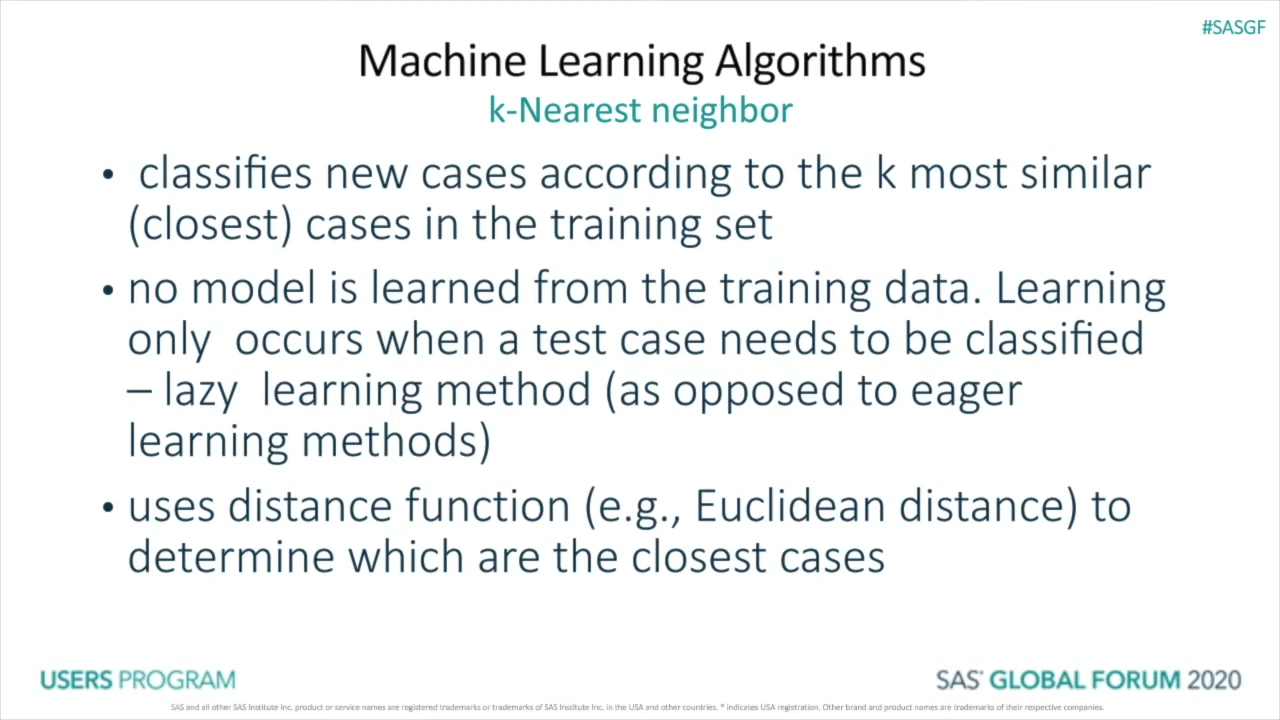 #SASGF
Machine Learning Algorithms
k-Nearest neighbor
• classifies new cases according to the k most similar
(closest) cases in the training set
• no model is learned from the training data. Learning
only occurs when a test case needs to be classified
– lazy learning method (as opposed to eager
learning methods)
• uses distance function (e.g., Euclidean distance) to
determine which are the closest cases
USERS PROGRAM
SAS® GLOBAL FORUM 2020
SAS and all other SAS Institute Inc. product or service names are registered trademarks or trademarks of SAS Institute Inc. in the USA and other countries. ® indicates USA registration. Other brand and product names are trademarks of their respective companies.